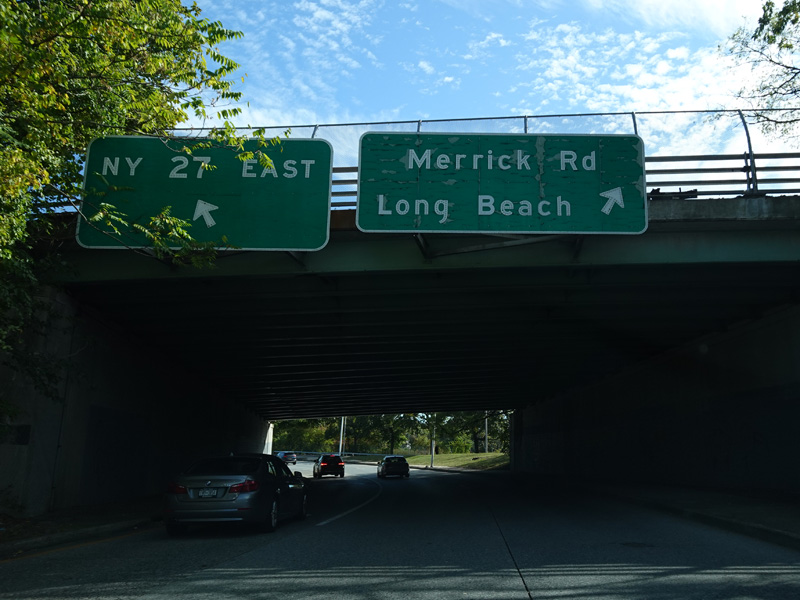 NY 27 EAST
Merrick Rd
Long Beach